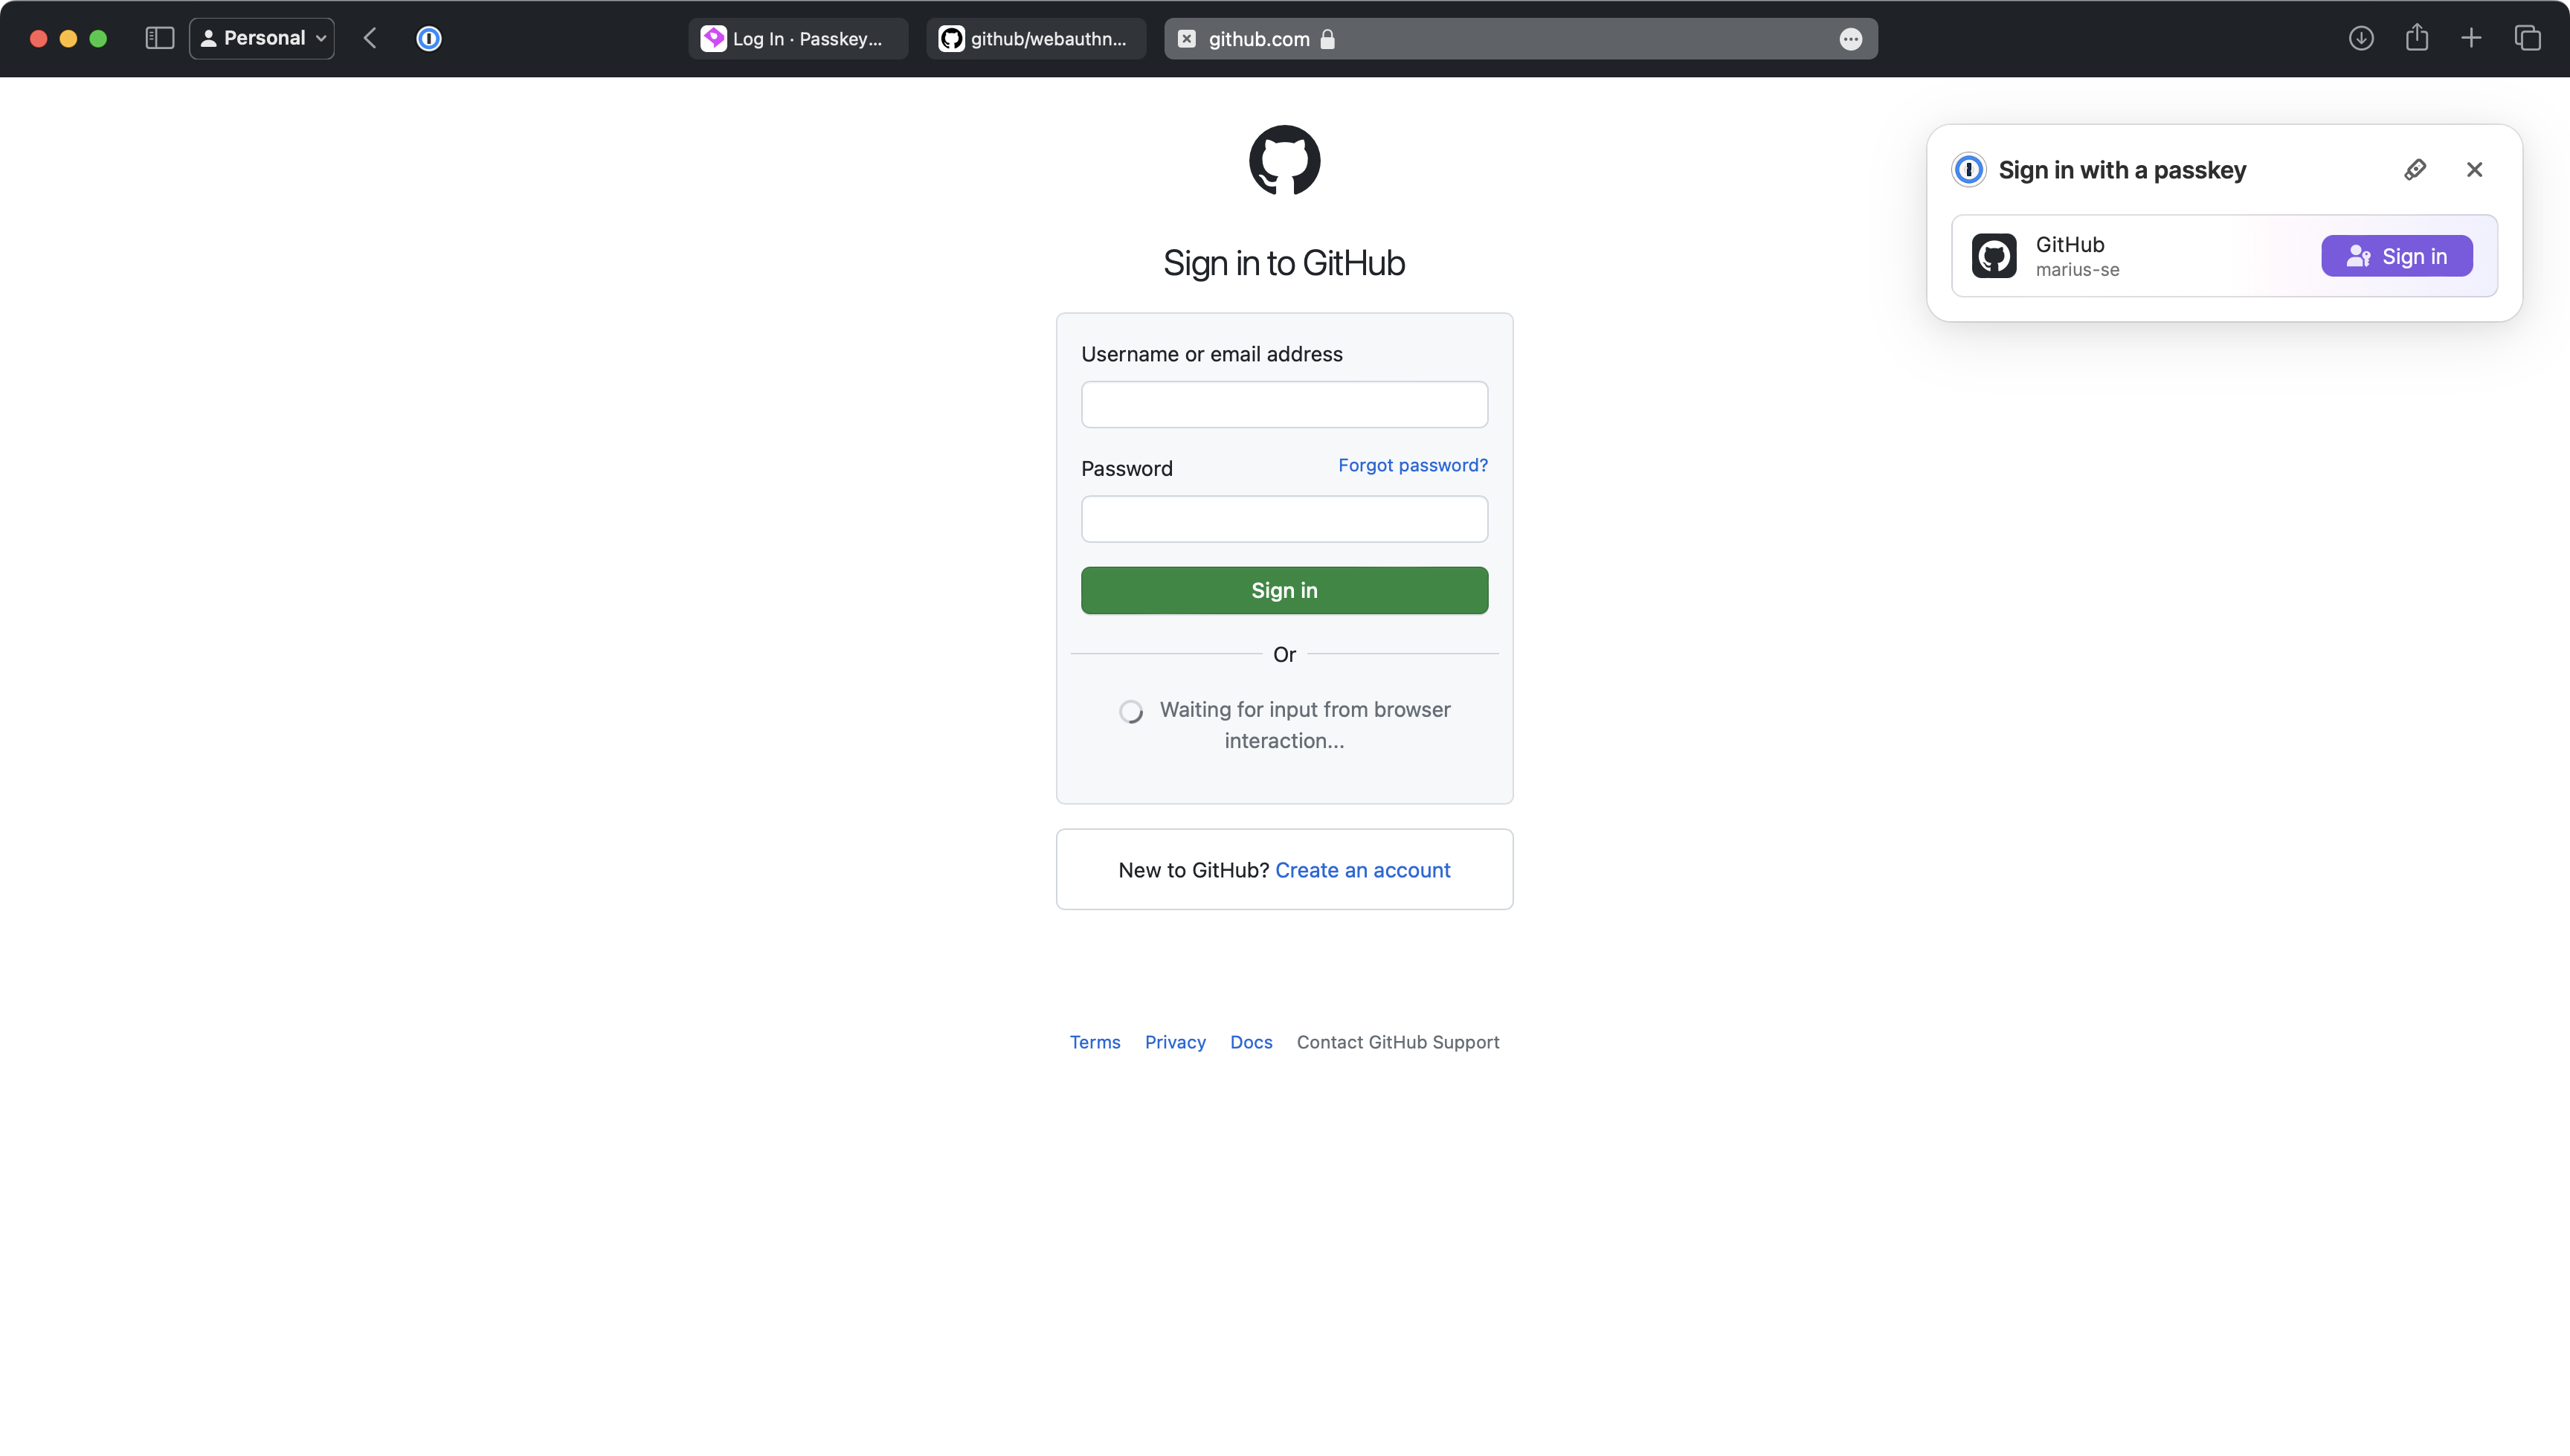 Personal
Log In · Passkey...
github/webauthn...
github.com
Sign in to GitHub
Username or email address
Password
Forgot password?
Sign in
Or
Waiting for input from browser
interaction...
New to GitHub? Create an account
Terms
Privacy
Docs
Contact GitHub Support
Sign in with a passkey
GitHub
marius-se
Sign in